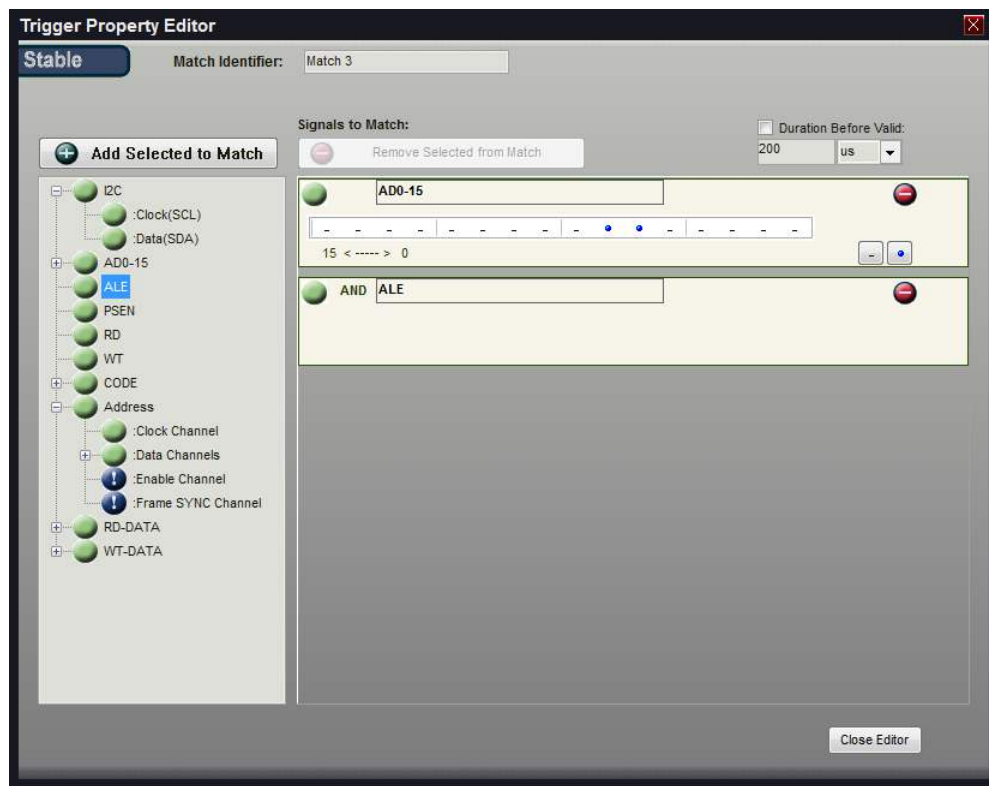 Trigger Property Editor
Stable
Match Identifier: Match 3
Signals to Match:
Duration Before Valid:
Add Selected to Match
Remove Selected from Match
200 us
I2C
:Clock(SCL)
:Data(SDA)
AD0-15
ALE
PSEN
RD
WT
CODE
Address
:Clock Channel
:Data Channels
:Enable Channel
:Frame SYNC Channel
RD-DATA
WT-DATA
AD0-15
- - - - - - - - - • • - - - - -
15 < ----- > 0
- •
AND ALE
Close Editor